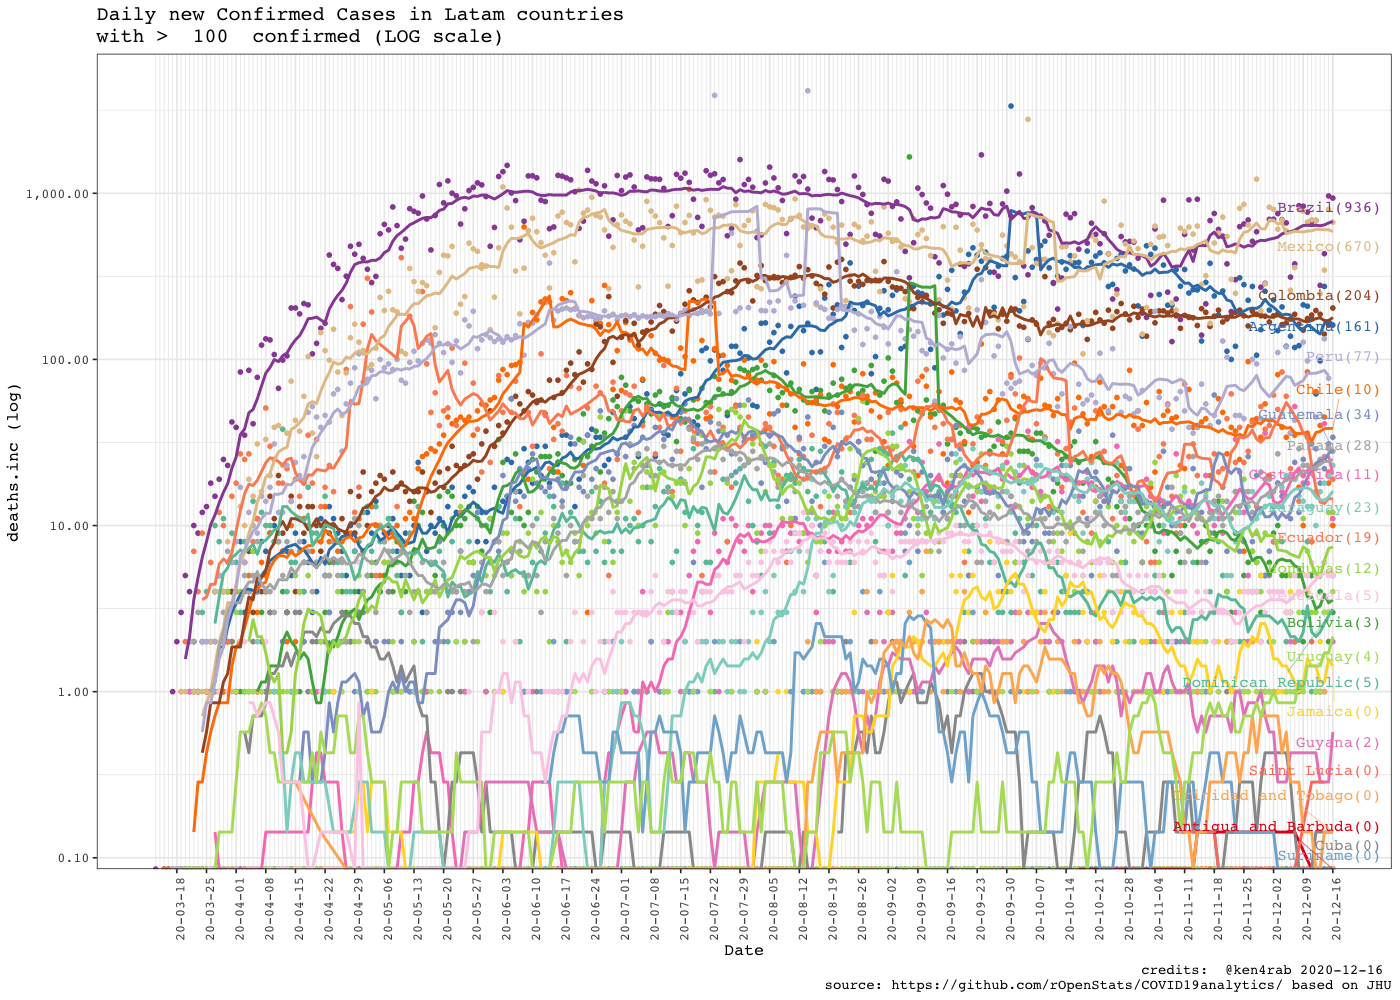 Daily new Confirmed Cases in Latam countries
with >  100  confirmed (LOG scale)
deaths.inc (log)
1,000.00
100.00
10.00
1.00
0.10
Brazil(936)
Mexico(670)
Colombia(204)
Argentina(161)
Peru(77)
Chile(10)
Guatemala(34)
Panama(28)
Costa Rica(11)
Paraguay(23)
Ecuador(19)
Honduras(12)
Venezuela(5)
Bolivia(3)
Uruguay(4)
Dominican Republic(5)
Jamaica(0)
Guyana(2)
Saint Lucia(0)
Trinidad and Tobago(0)
Antigua and Barbuda(0)
Cuba(0)
Suriname(0)
20-03-18
20-03-25
20-04-01
20-04-08
20-04-15
20-04-22
20-04-29
20-05-06
20-05-13
20-05-20
20-05-27
20-06-03
20-06-10
20-06-17
20-06-24
20-07-01
20-07-08
20-07-15
20-07-22
20-07-29
20-08-05
20-08-12
20-08-19
20-08-26
20-09-02
20-09-09
20-09-16
20-09-23
20-09-30
20-10-07
20-10-14
20-10-21
20-10-28
20-11-04
20-11-11
20-11-18
20-11-25
20-12-02
20-12-09
20-12-16
Date
credits:  @ken4rab 2020-12-16
source: https://github.com/rOpenStats/COVID19analytics/ based on JHU